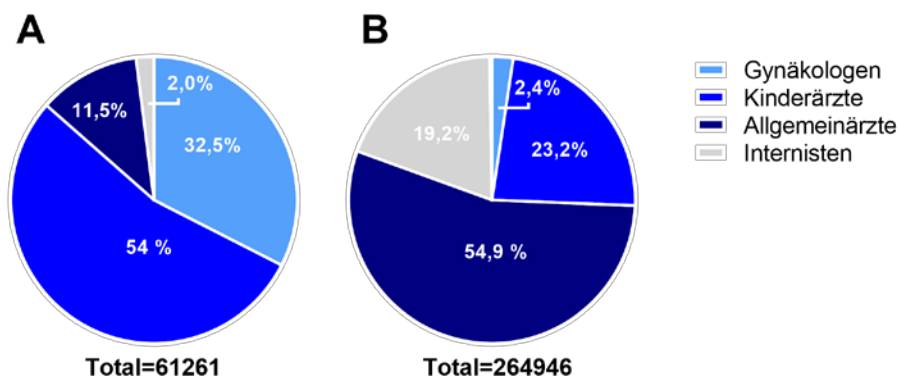 A
B
2,0%
11,5%
32,5%
54 %
2,4%
19,2%
23,2%
54,9 %
Gynäkologen
Kinderärzte
Allgemeinärzte
Internisten
Total=61261
Total=264946